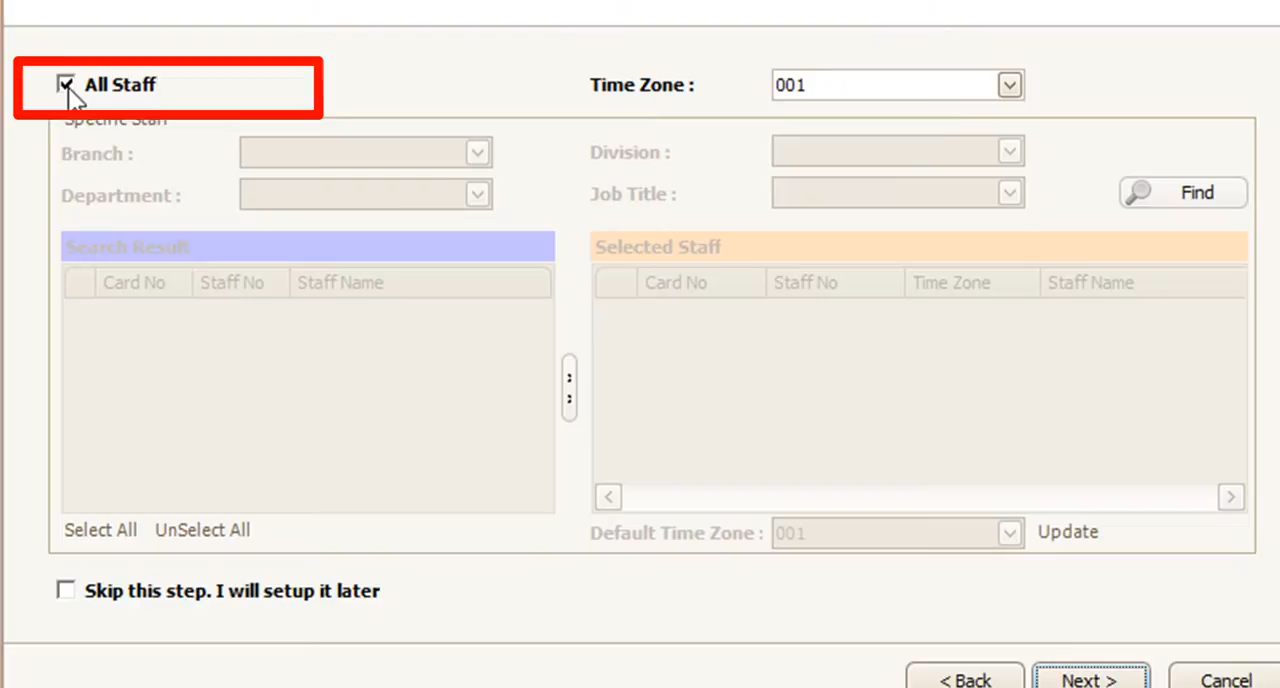 All Staff
Time Zone :
001
Specific Staff
Branch :
Division :
Department :
Job Title :
Find
Search Result
Selected Staff
Card No Staff No Staff Name
Card No Staff No Time Zone Staff Name
Select All UnSelect All
Default Time Zone : 001 Update
Skip this step. I will setup it later
< Back Next > Cancel